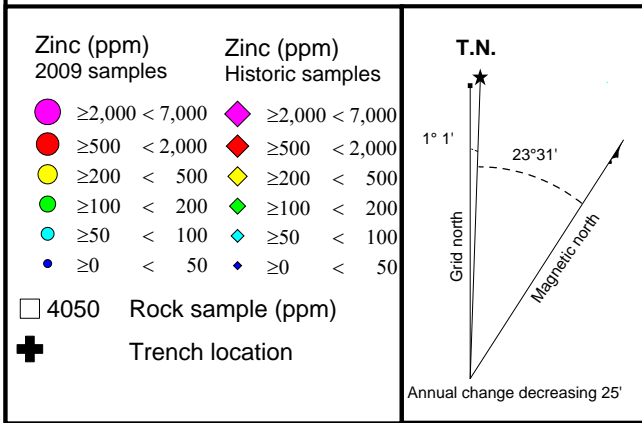 Zinc (ppm)
2009 samples
≥2,000 < 7,000
≥500 < 2,000
≥200 < 500
≥100 < 200
≥50 < 100
≥0 < 50
Zinc (ppm)
Historic samples
≥2,000 < 7,000
≥500 < 2,000
≥200 < 500
≥100 < 200
≥50 < 100
≥0 < 50
4050 Rock sample (ppm)
Trench location
T.N.
1° 1'
23°31'
Grid north
Magnetic north
Annual change decreasing 25'